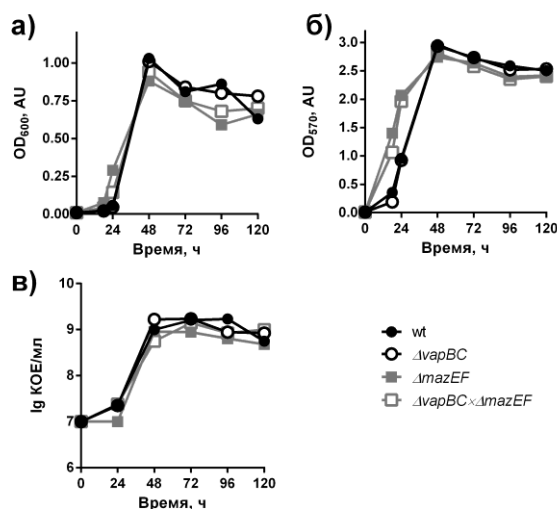 а)
OD600, AU
1.00
0.75
0.50
0.25
0.00
0 24 48 72 96 120
Время, ч
б)
OD570, AU
3.0
2.5
2.0
1.5
1.0
0.5
0.0
0 24 48 72 96 120
Время, ч
в)
lg КОЕ/мл
10
9
8
7
6
0 24 48 72 96 120
Время, ч
wt
ΔvapBC
ΔmazEF
ΔvapBC×ΔmazEF